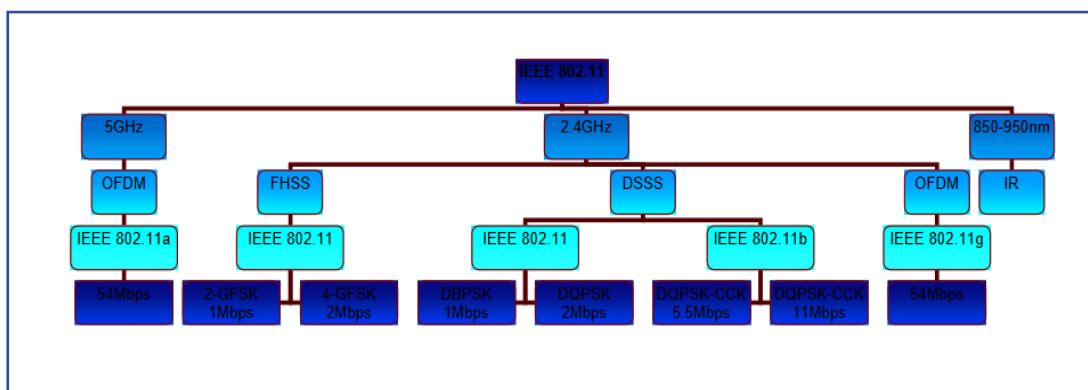 IEEE 802.11
5GHz
2.4GHz
850-950nm
OFDM
FHSS
DSSS
OFDM
IR
IEEE 802.11a
IEEE 802.11
IEEE 802.11
IEEE 802.11b
IEEE 802.11g
54Mbps
2-GFSK
1Mbps
4-GFSK
2Mbps
DBPSK
1Mbps
DQPSK
2Mbps
DQPSK-CCK
5.5Mbps
DQPSK-CCK
11Mbps
54Mbps